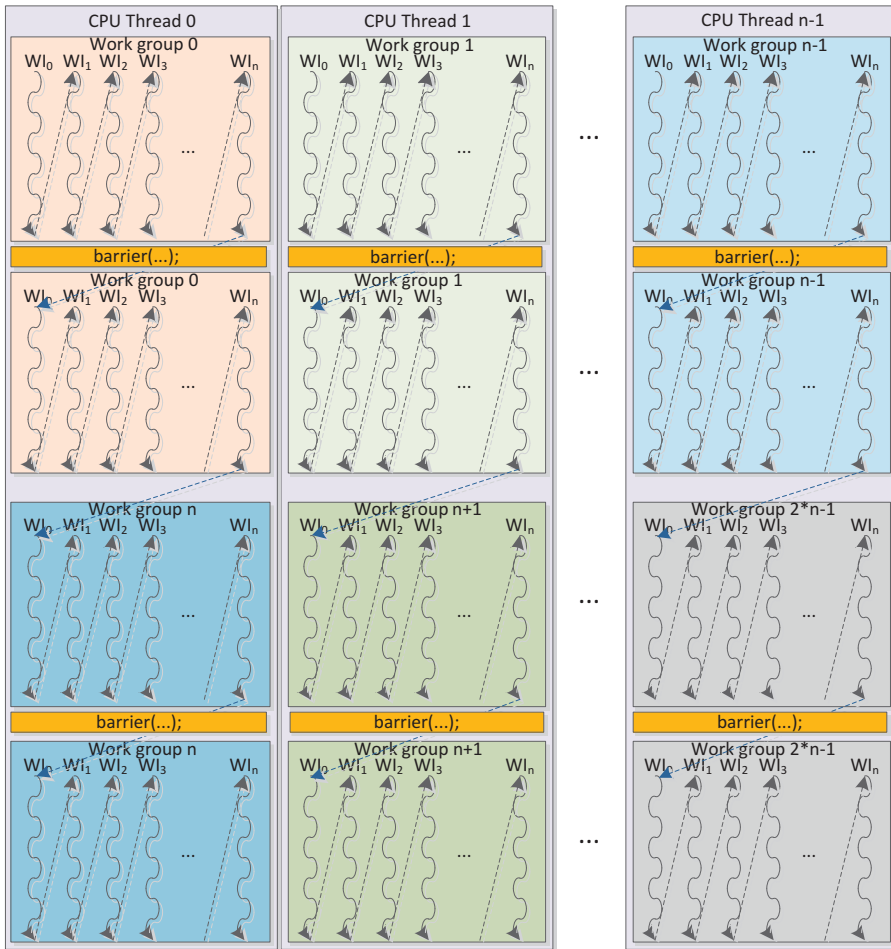 CPU Thread 0 CPU Thread 1 CPU Thread n-1
Work group 0 Work group 1 Work group n-1
WI0 WI1 WI2 WI3 WIn WI0 WI1 WI2 WI3 WIn WI0 WI1 WI2 WI3 WIn
...
... ... ...
barrier(...); barrier(...); barrier(...);
Work group 0 Work group 1 Work group n-1
WI0 WI1 WI2 WI3 WIn WI0 WI1 WI2 WI3 WIn WI0 WI1 WI2 WI3 WIn
...
... ... ...
Work group n Work group n+1 Work group 2*n-1
WI0 WI1 WI2 WI3 WIn WI0 WI1 WI2 WI3 WIn WI0 WI1 WI2 WI3 WIn
...
... ... ...
barrier(...); barrier(...); barrier(...);
Work group n Work group n+1 Work group 2*n-1
WI0 WI1 WI2 WI3 WIn WI0 WI1 WI2 WI3 WIn WI0 WI1 WI2 WI3 WIn
...
... ... ...